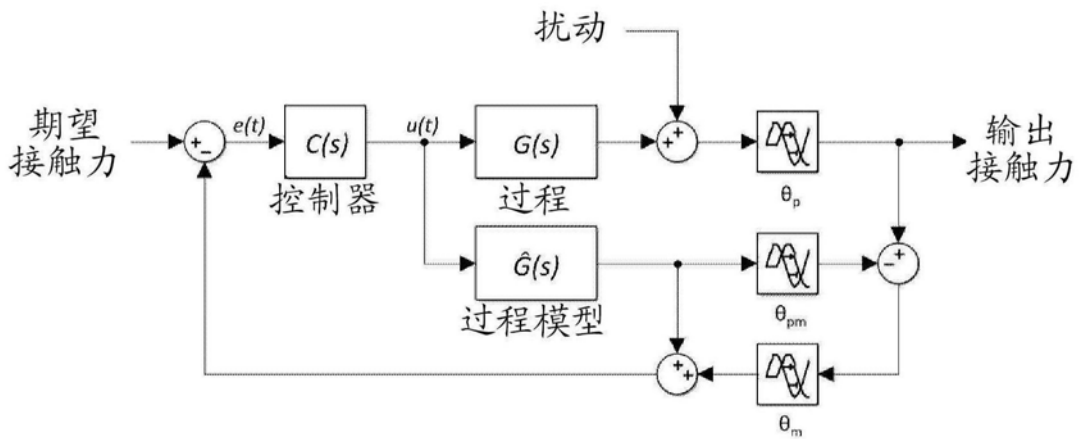 扰动
期望
接触力
e(t)
C(s)
控制器
u(t)
G(s)
过程
θp
输出
接触力
Ĝ(s)
过程模型
θpm
θm